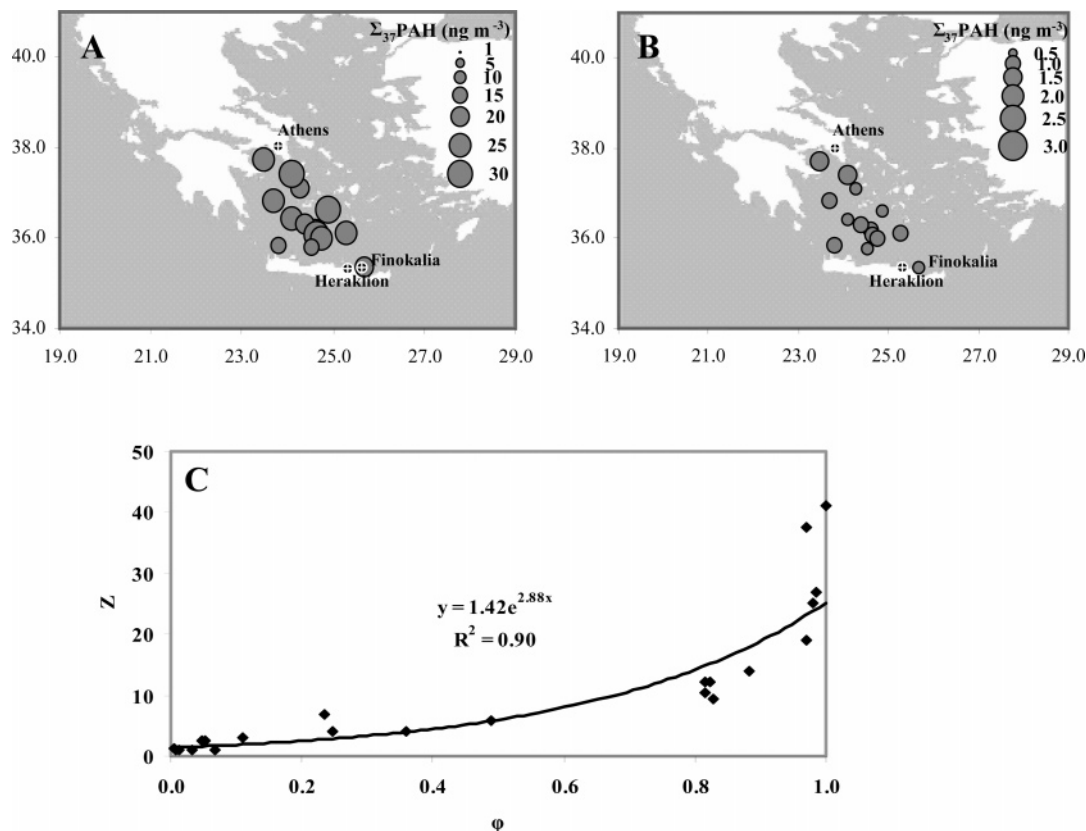 A
Σ₃₇PAH (ng m⁻³)
1
5
10
15
20
25
30
Athens
Finokalia
Heraklion
40.0
38.0
36.0
34.0
19.0 21.0 23.0 25.0 27.0 29.0
B
Σ₃₇PAH (ng m⁻³)
0.5
1.0
1.5
2.0
2.5
3.0
Athens
Finokalia
Heraklion
40.0
38.0
36.0
34.0
19.0 21.0 23.0 25.0 27.0 29.0
C
50
40
30
20
10
0
Z
y = 1.42e^2.88x
R² = 0.90
0.0 0.2 0.4 0.6 0.8 1.0
φ